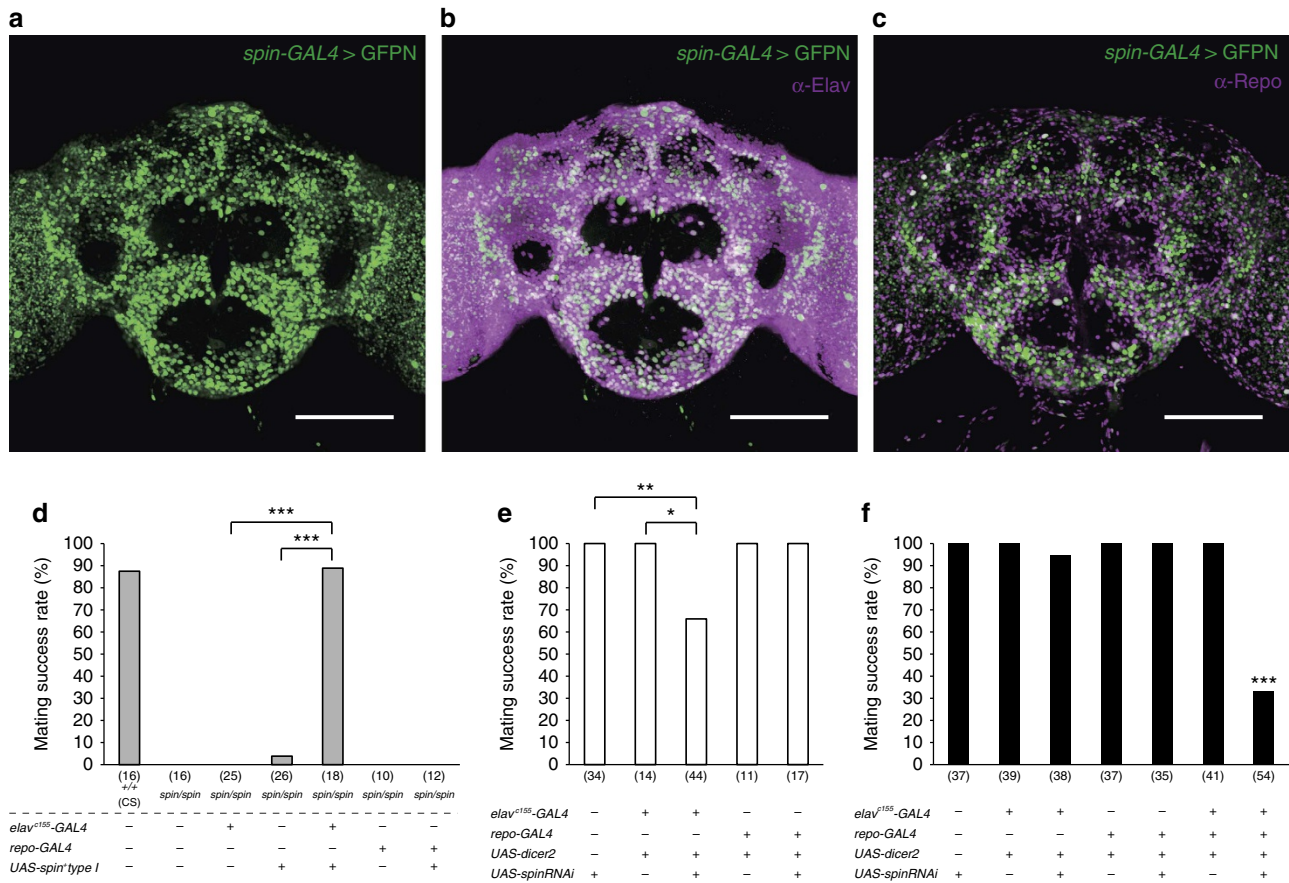 a
spin-GAL4 > GFPN
b
spin-GAL4 > GFPN
α-Elav
c
spin-GAL4 > GFPN
α-Repo
d
***
***
Mating success rate (%)
100
90
80
70
60
50
40
30
20
10
0
(16) (16) (25) (26) (18) (10) (12)
+/+ spin/spin spin/spin spin/spin spin/spin spin/spin spin/spin
(CS)
elavc155-GAL4 – – + – + – –
repo-GAL4 – – – – – + +
UAS-spin+type I – – – + + – +
e
**
*
Mating success rate (%)
100
90
80
70
60
50
40
30
20
10
0
(34) (14) (44) (11) (17)
elavc155-GAL4 – + + – –
repo-GAL4 – – – + +
UAS-dicer2 – + + + +
UAS-spinRNAi + – + – +
f
Mating success rate (%)
100
90
80
70
60
50
40
30
20
10
0
***
(37) (39) (38) (37) (35) (41) (54)
elavc155-GAL4 – + + – – + +
repo-GAL4 – – – + + + +
UAS-dicer2 – + + + + + +
UAS-spinRNAi + – + – + – +